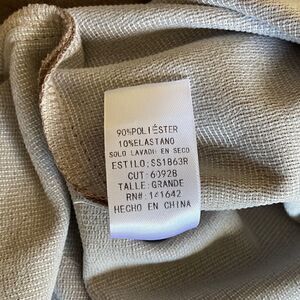 90%POLIÉSTER
10%ELASTANO
SOLO LAVADO EN SECO
ESTILO:SS1863R
CUT: 60928
TALLE: GRANDE
RN#: 141642
HECHO EN CHINA